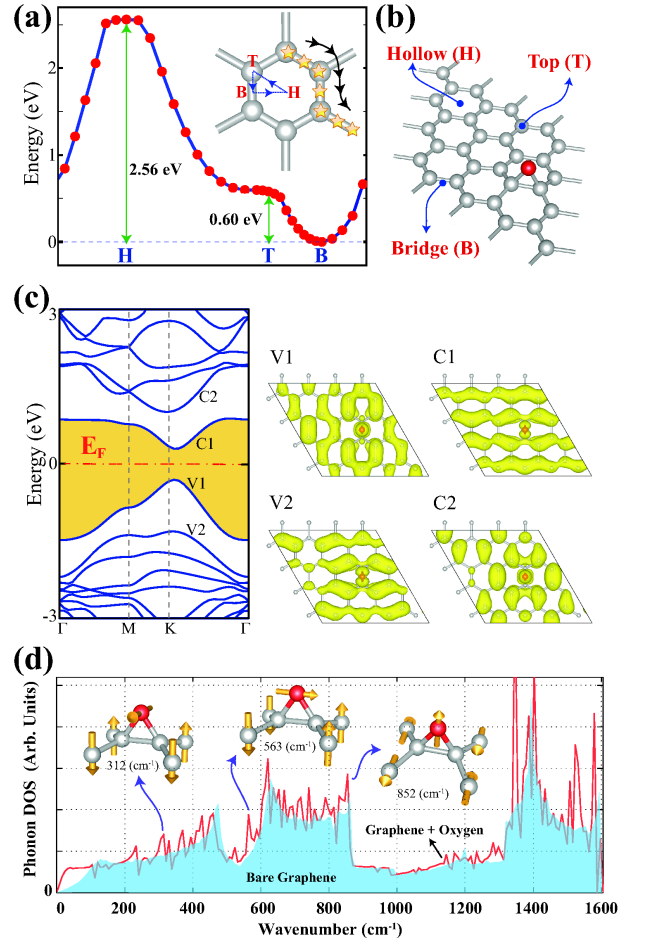 (a)
Energy (eV)
2
1
0
2.56 eV
0.60 eV
T
B
H
H
T
B
(b)
Hollow (H)
Top (T)
Bridge (B)
(c)
Energy (eV)
3
0.0
-3
C2
C1
E_F
V1
V2
Γ M K Γ
V1
C1
V2
C2
(d)
Phonon DOS (Arb. Units)
0
312 (cm⁻¹)
563 (cm⁻¹)
852 (cm⁻¹)
Graphene + Oxygen
Bare Graphene
0 200 400 600 800 1000 1200 1400 1600
Wavenumber (cm⁻¹)